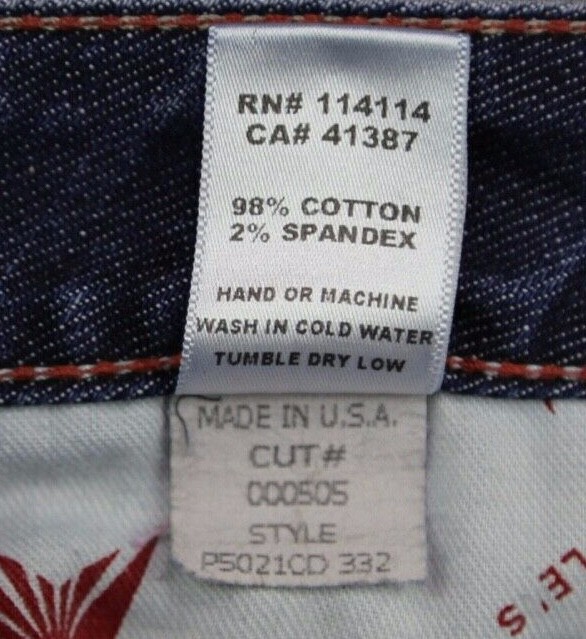 RN# 114114
CA# 41387
98% COTTON
2% SPANDEX
HAND OR MACHINE
WASH IN COLD WATER
TUMBLE DRY LOW
MADE IN U.S.A.
CUT#
000505
STYLE
P5021CD 332
LE'S